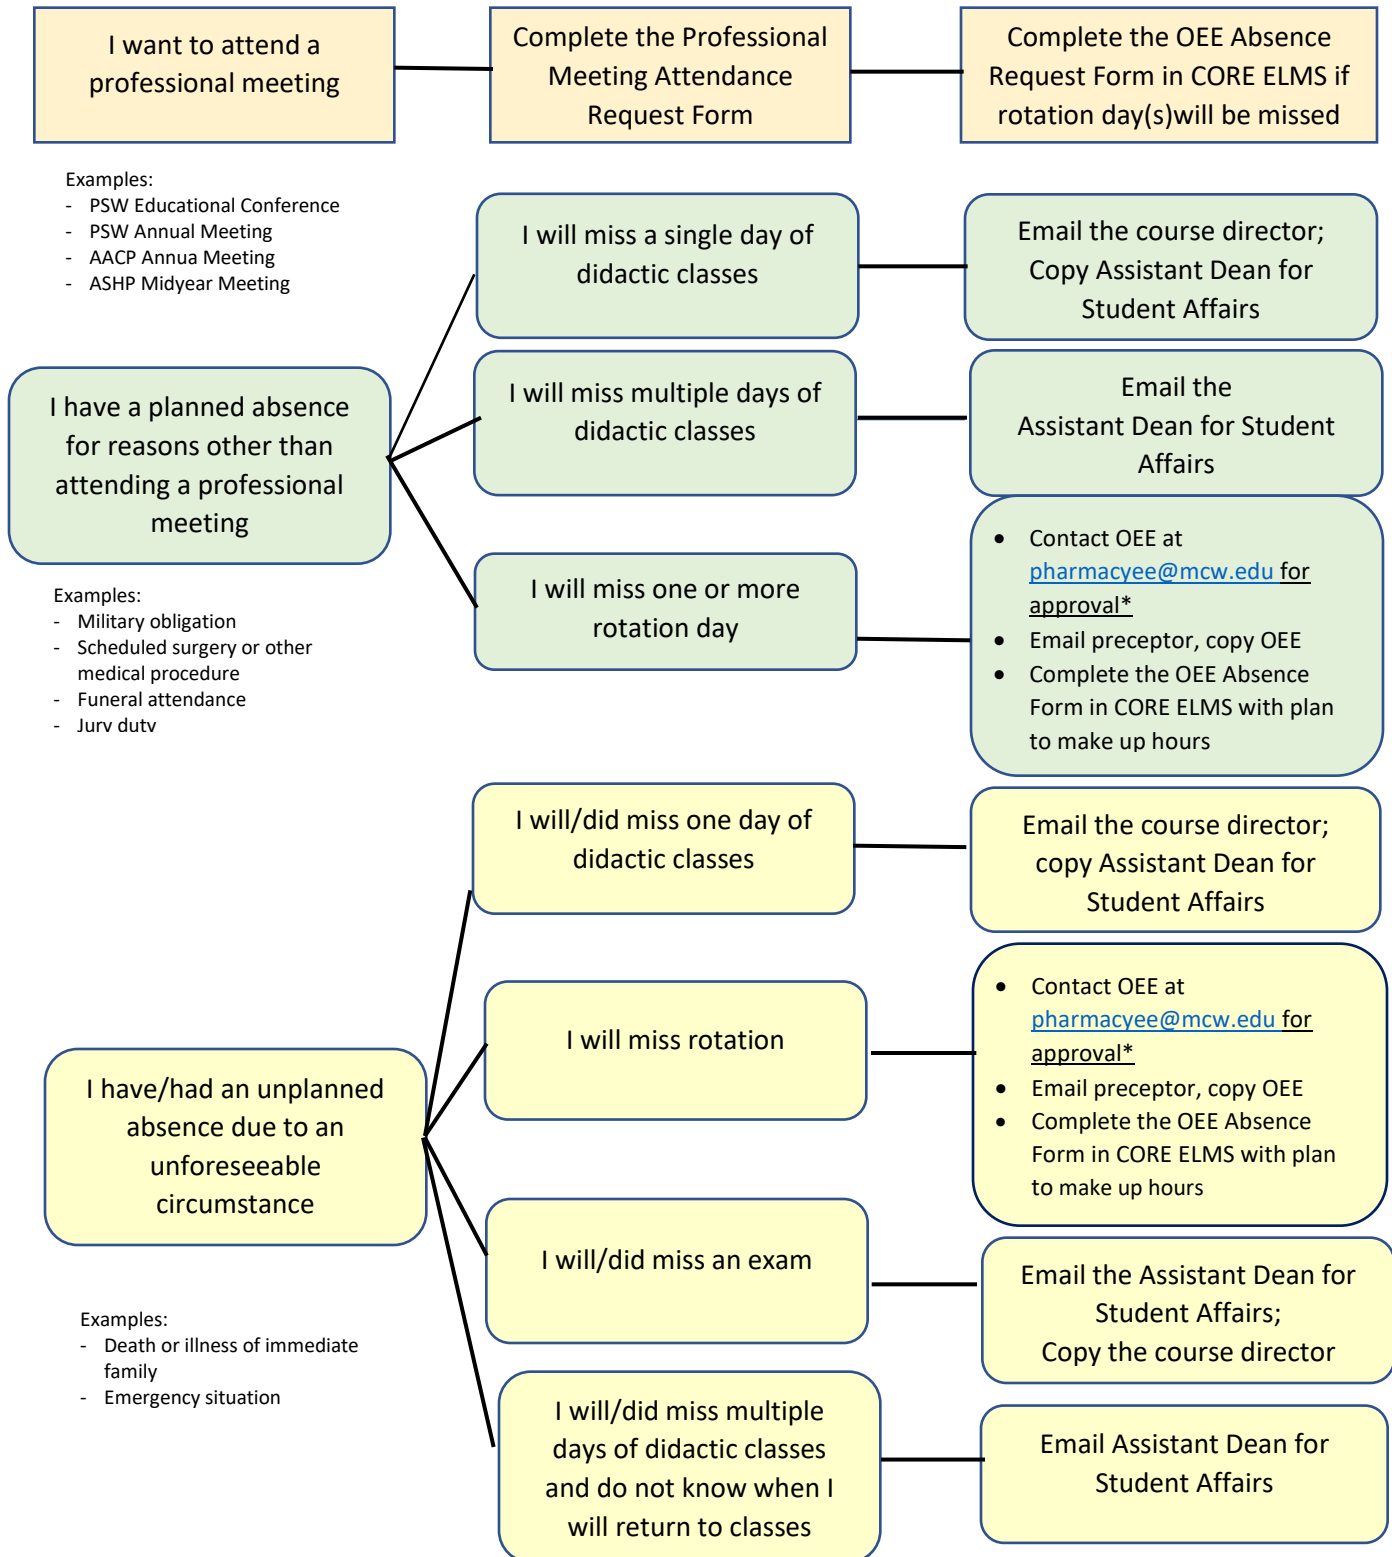 I want to attend a
professional meeting
Complete the Professional
Meeting Attendance
Request Form
Complete the OEE Absence
Request Form in CORE ELMS if
rotation day(s)will be missed
Examples:
- PSW Educational Conference
- PSW Annual Meeting
- AACP Annua Meeting
- ASHP Midyear Meeting
I have a planned absence
for reasons other than
attending a professional
meeting
Examples:
- Military obligation
- Scheduled surgery or other
medical procedure
- Funeral attendance
- Jury duty
I will miss a single day of
didactic classes
Email the course director;
Copy Assistant Dean for
Student Affairs
I will miss multiple days of
didactic classes
Email the
Assistant Dean for Student
Affairs
I will miss one or more
rotation day
• Contact OEE at
pharmacyee@mcw.edu for
approval*
• Email preceptor, copy OEE
• Complete the OEE Absence
Form in CORE ELMS with plan
to make up hours
I have/had an unplanned
absence due to an
unforeseeable
circumstance
Examples:
- Death or illness of immediate
family
- Emergency situation
I will/did miss one day of
didactic classes
Email the course director;
copy Assistant Dean for
Student Affairs
I will miss rotation
• Contact OEE at
pharmacyee@mcw.edu for
approval*
• Email preceptor, copy OEE
• Complete the OEE Absence
Form in CORE ELMS with plan
to make up hours
I will/did miss an exam
Email the Assistant Dean for
Student Affairs;
Copy the course director
I will/did miss multiple
days of didactic classes
and do not know when I
will return to classes
Email Assistant Dean for
Student Affairs